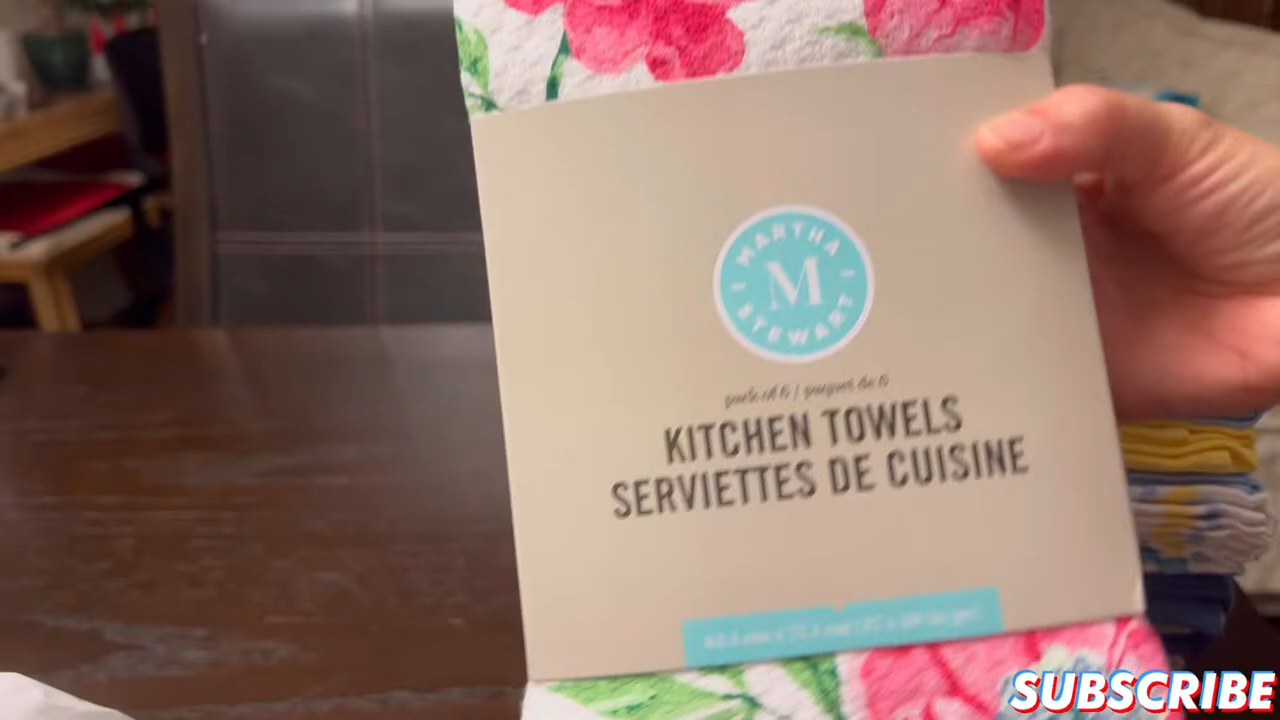 MARTHA
M
STEWART
pack of 6 / paquet de 6
KITCHEN TOWELS
SERVIETTES DE CUISINE
SUBSCRIBE